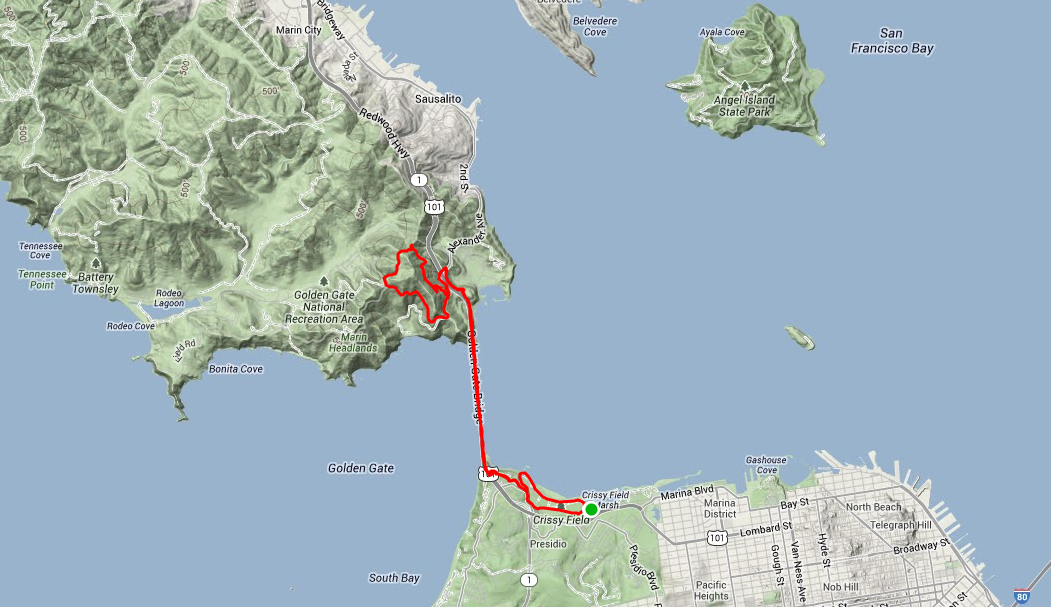 Bridgeway
Belvedere
Marin City
Belvedere
Cove
Ayala Cove
San
Francisco Bay
500
500
500
500
500
500
Sausalito
Angel Island
State Park
Redwood Hwy
2nd S
1
101
Alexander Ave
Tennessee
Cove
Tennessee
Point
Battery
Townsley
Rodeo
Lagoon
Golden Gate
National
Recreation Area
Rodeo Cove
Marin
Headlands
Field Rd
Bonita Cove
Golden Gate Bridge
Golden Gate
Gashouse
Cove
Crissy Field
Marsh
Marina Blvd
Marina
District
Bay St
North Beach
Telegraph Hill
Crissy Field
Lombard St
101
Presidio
Presidio Blvd
Gough St
Van Ness Ave
Hyde St
Broadway St
South Bay
1
Pacific
Heights
Nob Hill
80